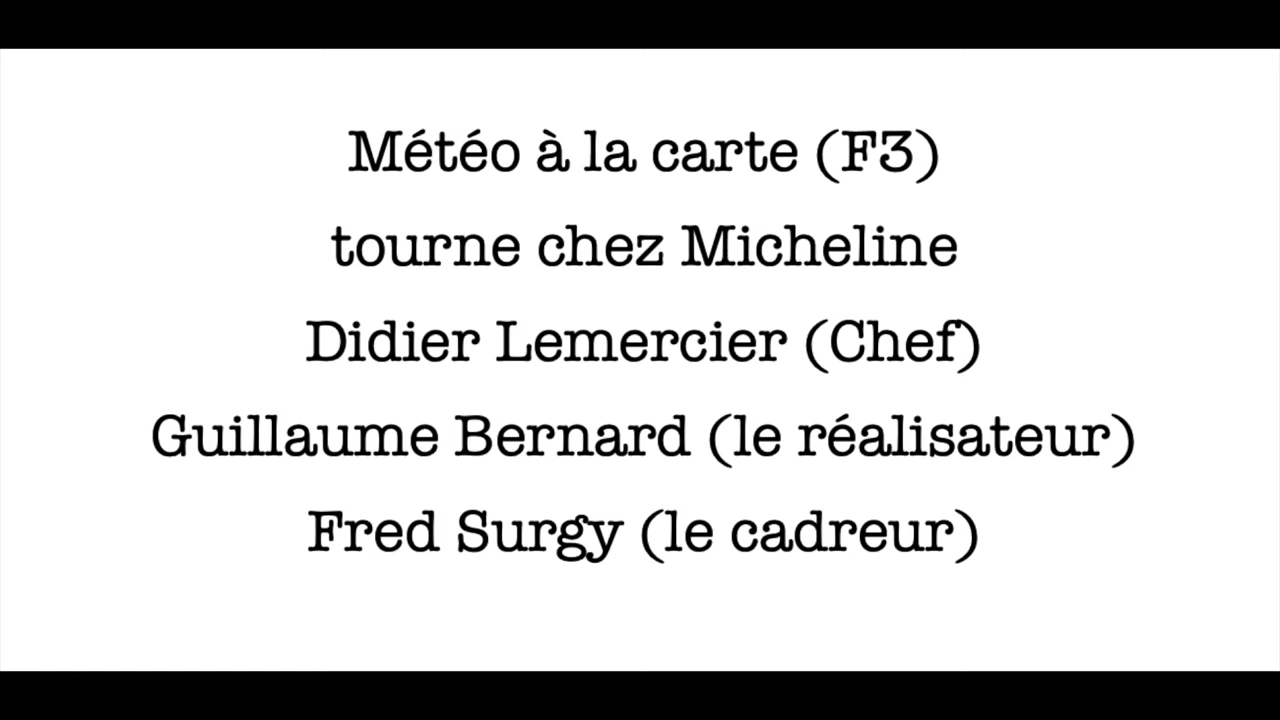 Météo à la carte (F3)
tourne chez Micheline
Didier Lemercier (Chef)
Guillaume Bernard (le réalisateur)
Fred Surgy (le cadreur)